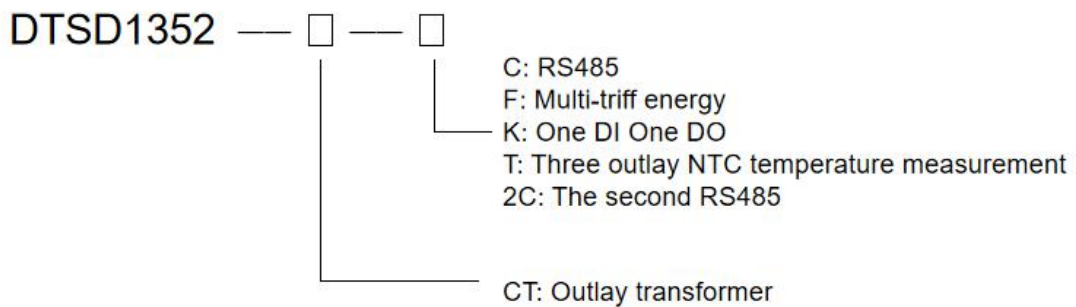 DTSD1352 —— □ —— □
C: RS485
F: Multi-triff energy
K: One DI One DO
T: Three outlay NTC temperature measurement
2C: The second RS485
CT: Outlay transformer